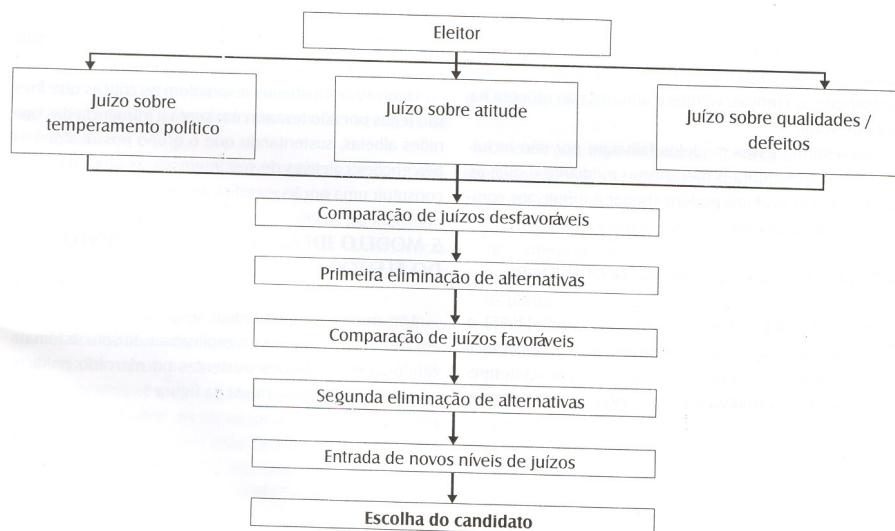 Eleitor
Juízo sobre
temperamento político
Juízo sobre atitude
Juízo sobre qualidades /
defeitos
Comparação de juízos desfavoráveis
Primeira eliminação de alternativas
Comparação de juízos favoráveis
Segunda eliminação de alternativas
Entrada de novos níveis de juízos
Escolha do candidato